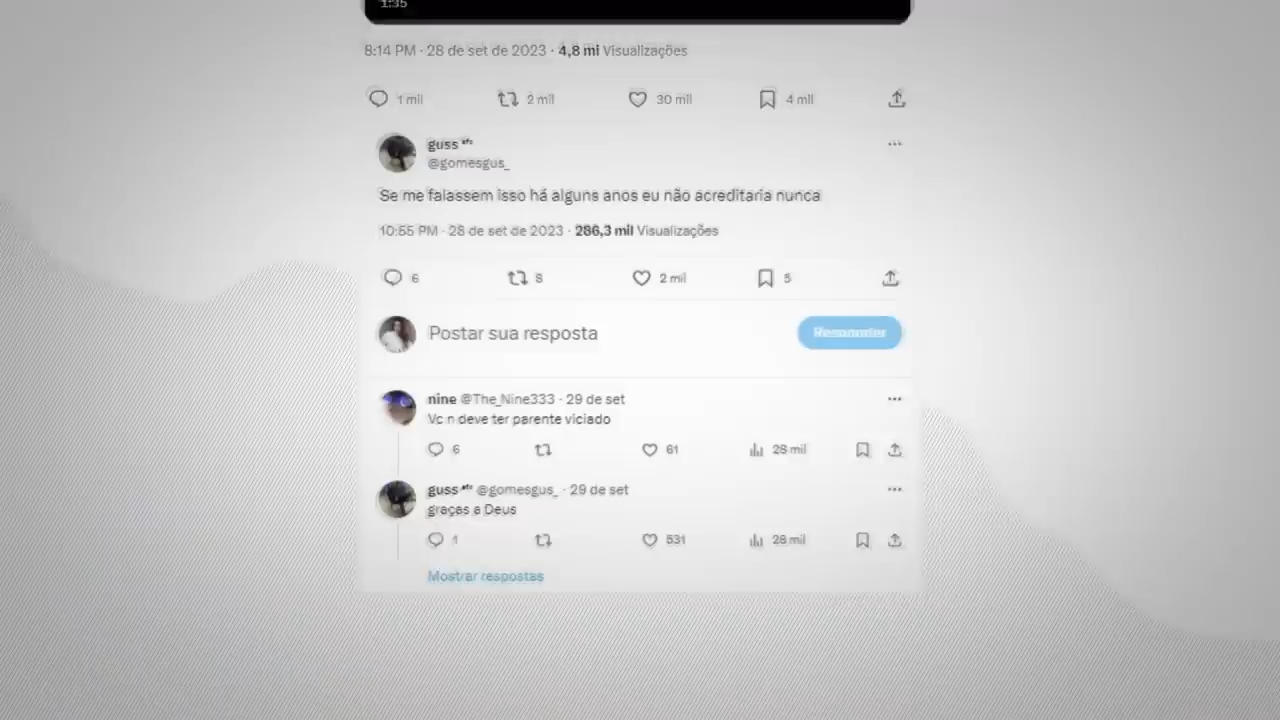 1:35
8:14 PM · 28 de set de 2023 · 4,8 mi Visualizações
1 mil 2 mil 30 mil 4 mil
guss
@gomesgus_
Se me falassem isso há alguns anos eu não acreditaria nunca
10:55 PM · 28 de set de 2023 · 286,3 mil Visualizações
6 8 2 mil 5
Postar sua resposta Responder
nine @The_Nine333 · 29 de set
Vc n deve ter parente viciado
6 61 28 mil
guss @gomesgus_ · 29 de set
graças a Deus
1 531 28 mil
Mostrar respostas